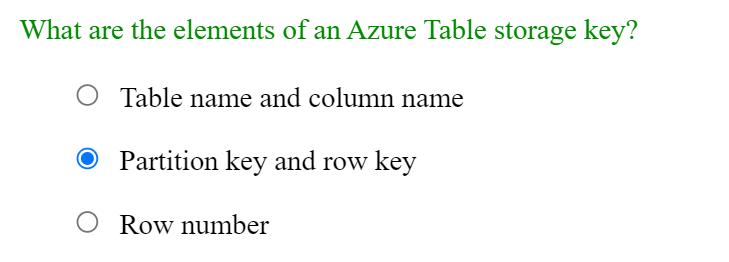 What are the elements of an Azure Table storage key?
Table name and column name
Partition key and row key
Row number